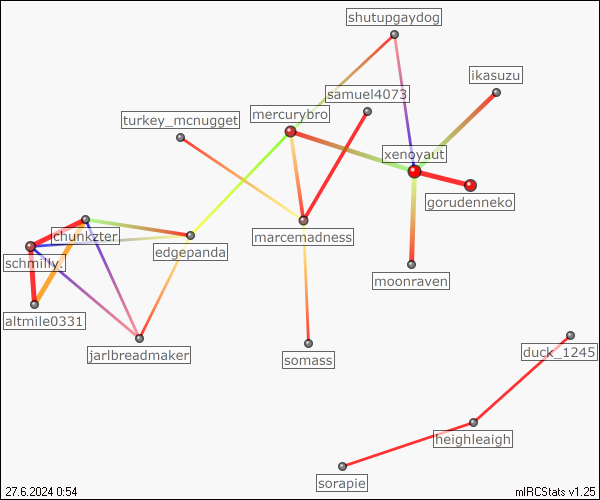 shutupgaydog
ikasuzu
samuel4073
mercurybro
turkey_mcnugget
xenoyaut
gorudenneko
chunkzter
marcemadness
edgepanda
schmilly.
moonraven
altmile0331
jarlbreadmaker
somass
duck_1245
heighleaigh
sorapie
27.6.2024 0:54
mIRCStats v1.25